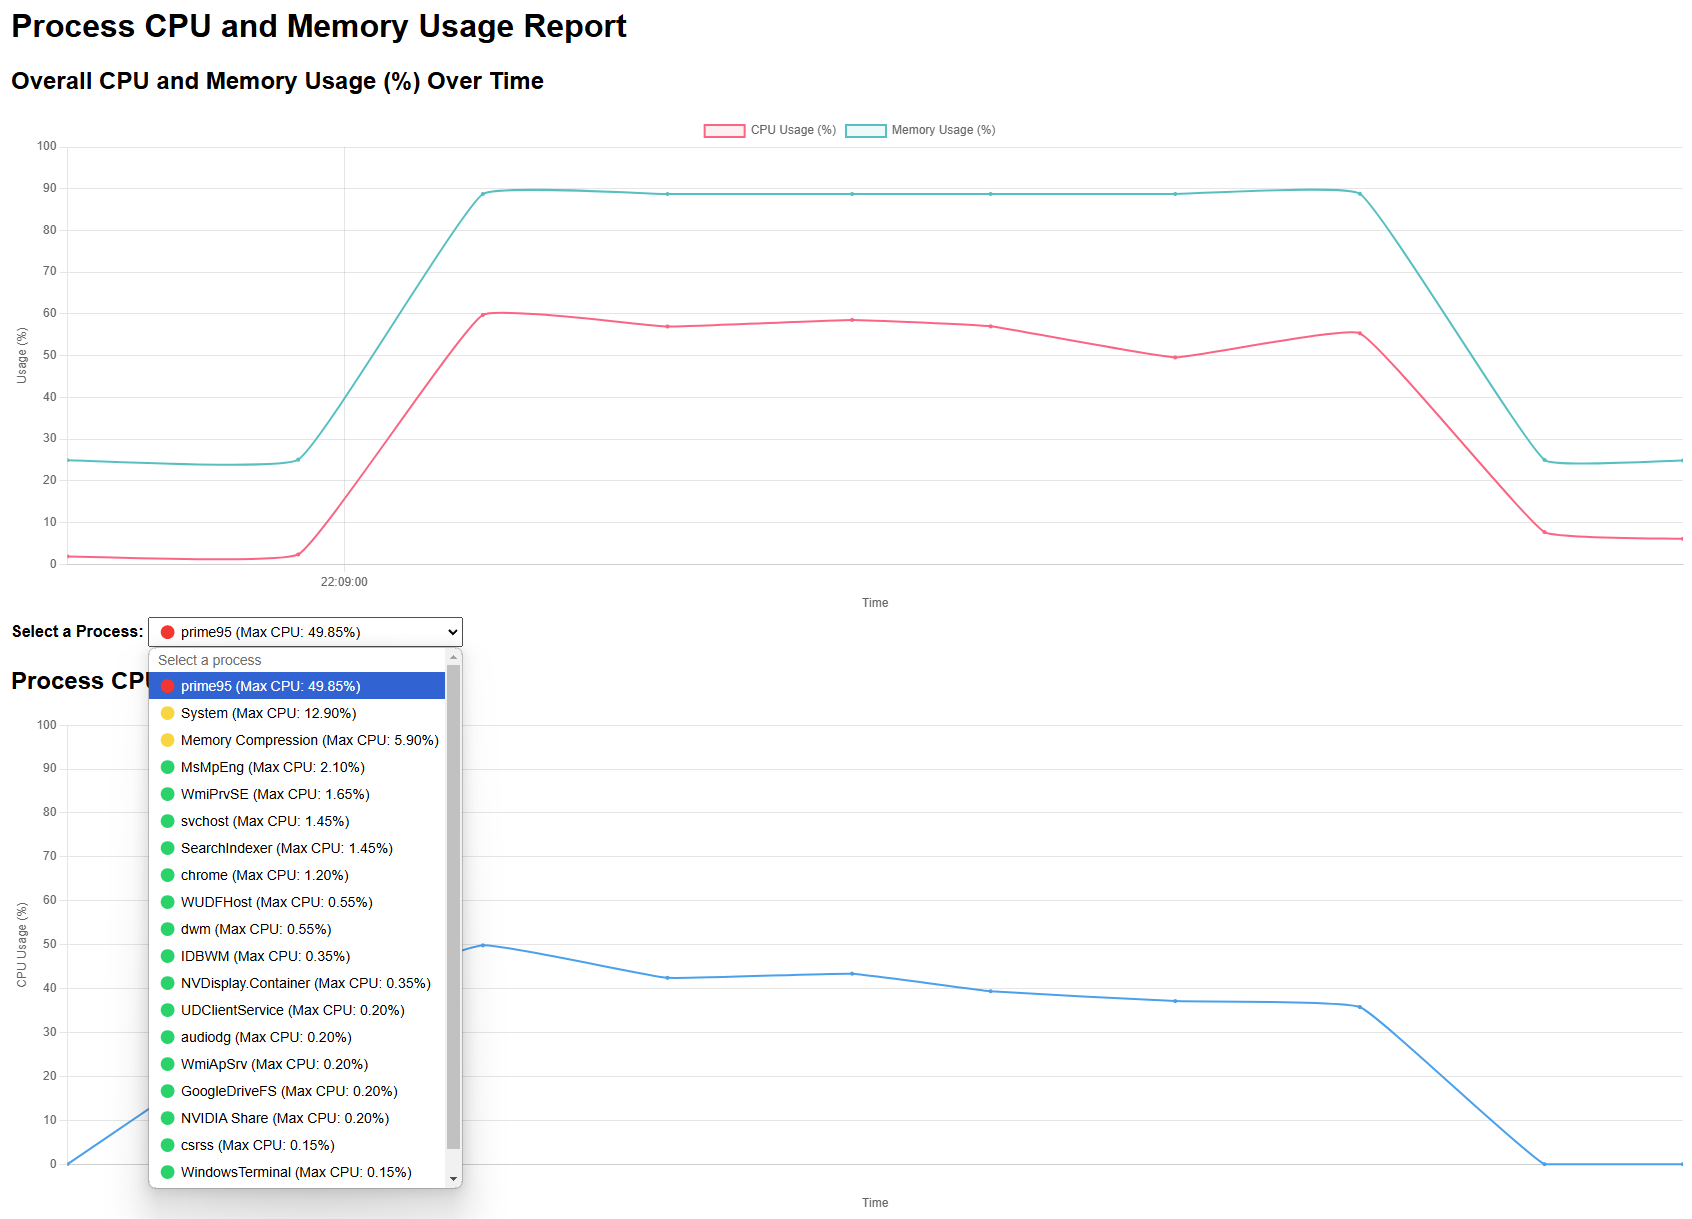 Process CPU and Memory Usage Report
Overall CPU and Memory Usage (%) Over Time
CPU Usage (%) Memory Usage (%)
100
90
80
70
60
50
40
30
20
10
0
Usage (%)
22:09:00
Time
Select a Process: prime95 (Max CPU: 49.85%)
Select a process
Process CPU
prime95 (Max CPU: 49.85%)
System (Max CPU: 12.90%)
Memory Compression (Max CPU: 5.90%)
MsMpEng (Max CPU: 2.10%)
WmiPrvSE (Max CPU: 1.65%)
svchost (Max CPU: 1.45%)
SearchIndexer (Max CPU: 1.45%)
chrome (Max CPU: 1.20%)
WUDFHost (Max CPU: 0.55%)
dwm (Max CPU: 0.55%)
IDBWM (Max CPU: 0.35%)
NVDisplay.Container (Max CPU: 0.35%)
UDClientService (Max CPU: 0.20%)
audiodg (Max CPU: 0.20%)
WmiApSrv (Max CPU: 0.20%)
GoogleDriveFS (Max CPU: 0.20%)
NVIDIA Share (Max CPU: 0.20%)
csrss (Max CPU: 0.15%)
WindowsTerminal (Max CPU: 0.15%)
100
90
80
70
60
50
40
30
20
10
0
CPU Usage (%)
Time